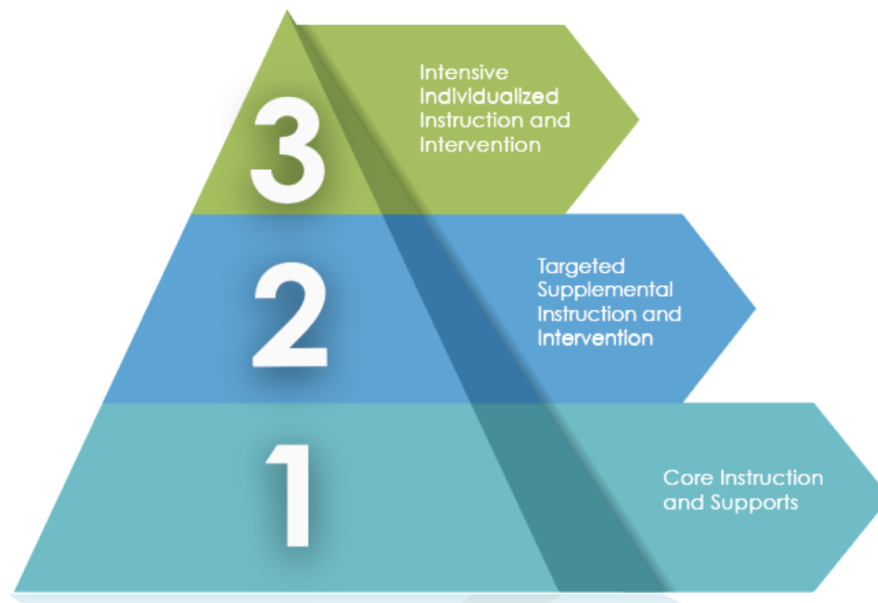 3
Intensive
Individualized
Instruction and
Intervention
2
Targeted
Supplemental
Instruction and
Intervention
1
Core Instruction
and Supports